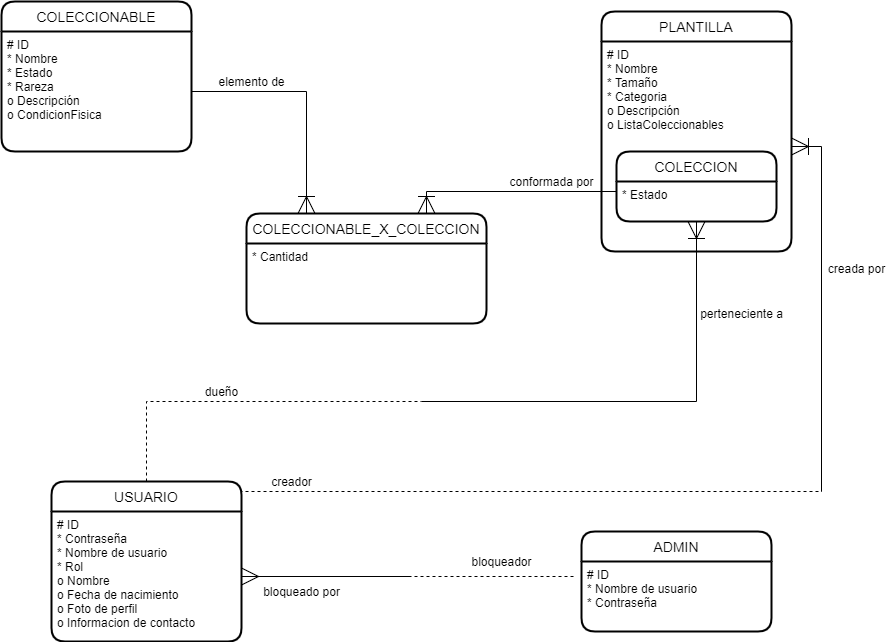 COLECCIONABLE
# ID
* Nombre
* Estado
* Rareza
o Descripción
o CondicionFisica
elemento de
PLANTILLA
# ID
* Nombre
* Tamaño
* Categoria
o Descripción
o ListaColeccionables
COLECCION
* Estado
conformada por
COLECCIONABLE_X_COLECCION
* Cantidad
creada por
perteneciente a
dueño
creador
USUARIO
# ID
* Contraseña
* Nombre de usuario
* Rol
o Nombre
o Fecha de nacimiento
o Foto de perfil
o Informacion de contacto
bloqueador
bloqueado por
ADMIN
# ID
* Nombre de usuario
* Contraseña